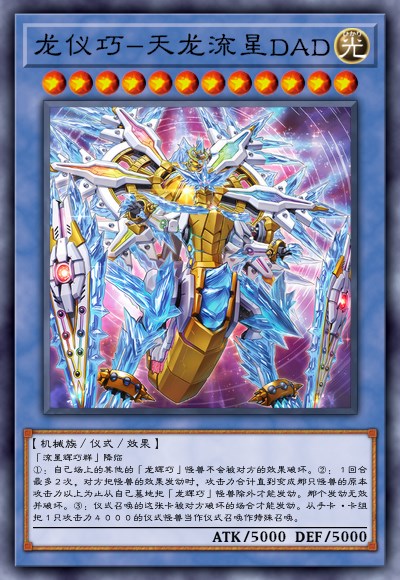 龙仪巧-天龙流星DAD
光
【机械族/仪式/效果】
「流星辉巧群」降临
①：自己场上的其他的「龙辉巧」怪兽不会被对方的效果破坏。②：1回合
最多2次，对方把怪兽的效果发动时，攻击力合计直到变成那只怪兽的原本
攻击力以上为止从自己墓地把「龙辉巧」怪兽除外才能发动。那个发动无效
并破坏。③：仪式召唤的这张卡被对方破坏的场合才能发动。从手卡·卡组
把1只攻击力4000的仪式怪兽当作仪式召唤作特殊召唤。
ATK/5000 DEF/5000